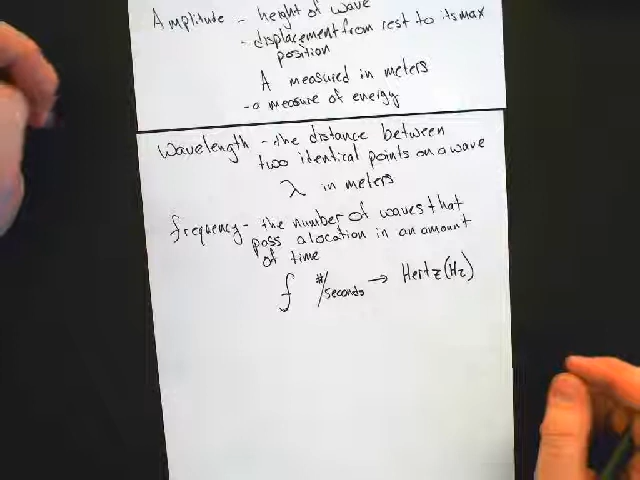 Amplitude - height of wave
- displacement from rest to its max
position
A measured in meters
- a measure of energy
Wavelength - the distance between
two identical points on a wave
λ in meters
frequency - the number of waves that
pass a location in an amount
of time
f #/seconds → Hertz (Hz)